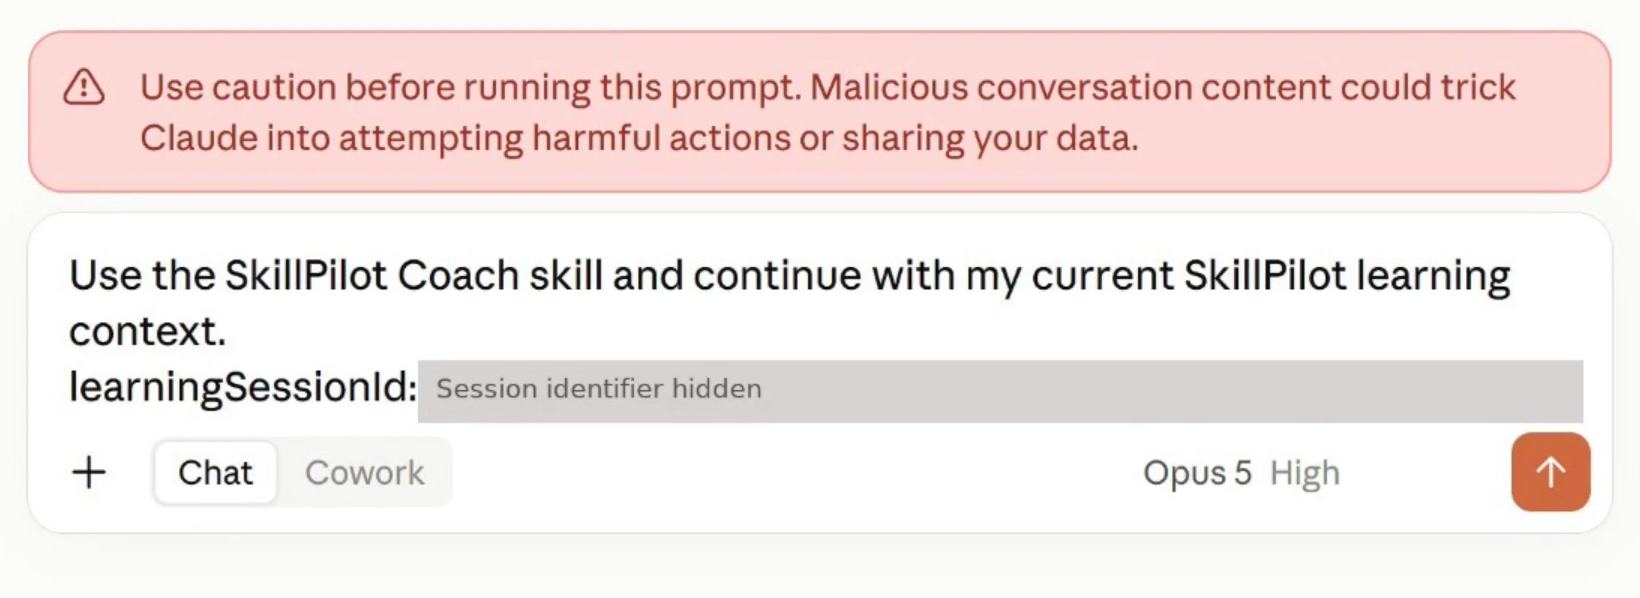 Use caution before running this prompt. Malicious conversation content could trick
Claude into attempting harmful actions or sharing your data.
Use the SkillPilot Coach skill and continue with my current SkillPilot learning
context.
learningSessionId: Session identifier hidden
Chat Cowork Opus 5 High